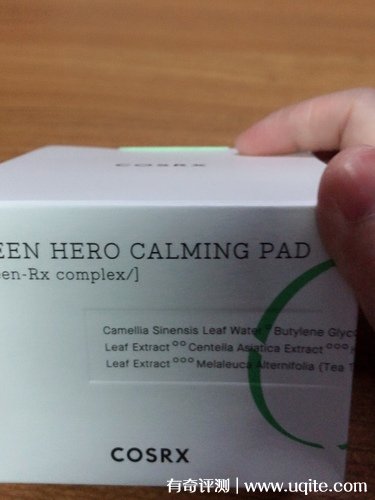 COSRX
EEN HERO CALMING PAD
en-Rx complex/]
Camellia Sinensis Leaf Water Butylene Glyc
Leaf Extract °° Centella Asiatica Extract °°°
Leaf Extract °°° Melaleuca Alternifolia (Tea T
COSRX
有奇评测 | www.uqite.com